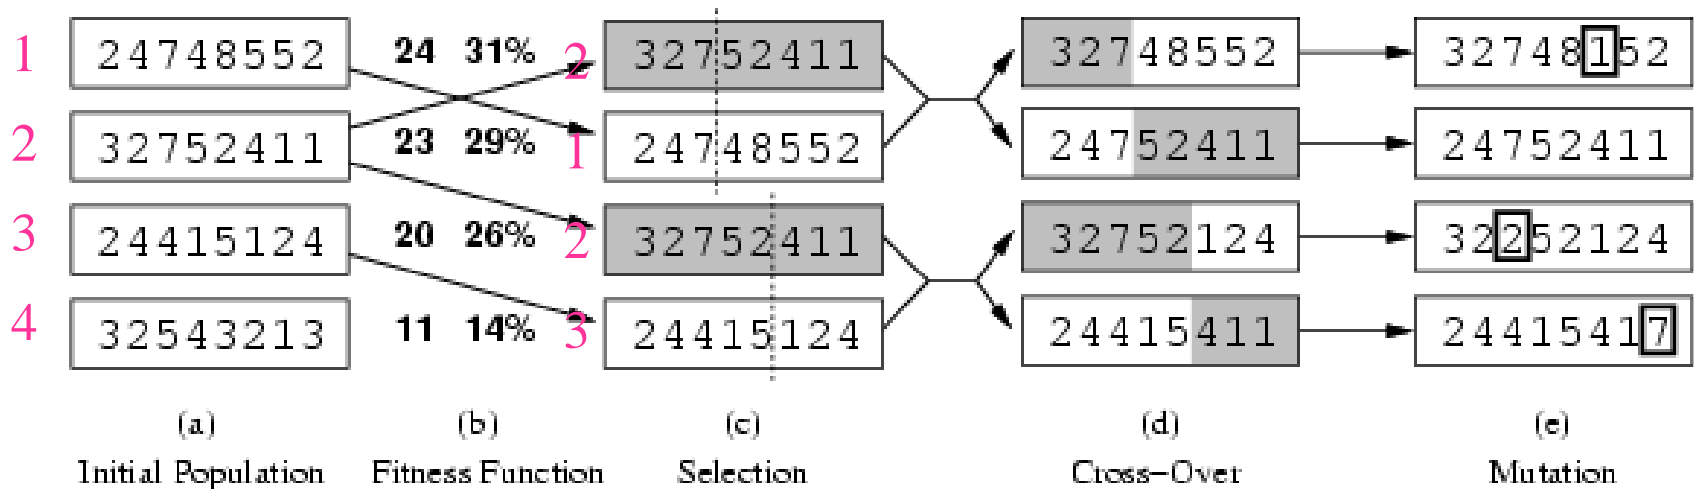 1 24748552 24 31% 2 32752411 32748552 32748152
2 32752411 23 29% 1 24748552 24752411 24752411
3 24415124 20 26% 2 32752411 32752124 32252124
4 32543213 11 14% 3 24415124 24415411 24415417
(a) (b) (c) (d) (e)
Initial Population Fitness Function Selection Cross-Over Mutation